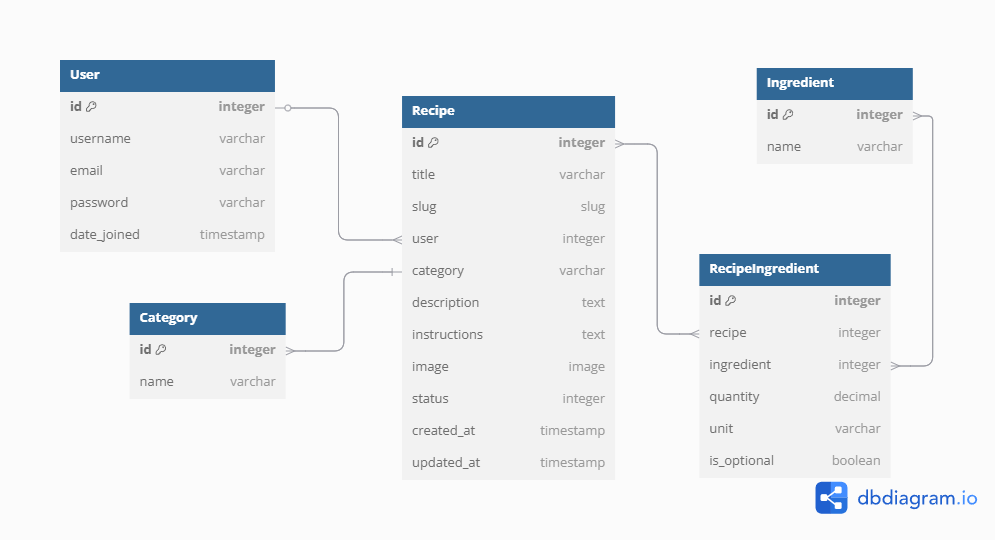 User
id integer
username varchar
email varchar
password varchar
date_joined timestamp
Category
id integer
name varchar
Recipe
id integer
title varchar
slug slug
user integer
category varchar
description text
instructions text
image image
status integer
created_at timestamp
updated_at timestamp
Ingredient
id integer
name varchar
RecipeIngredient
id integer
recipe integer
ingredient integer
quantity decimal
unit varchar
is_optional boolean
dbdiagram.io